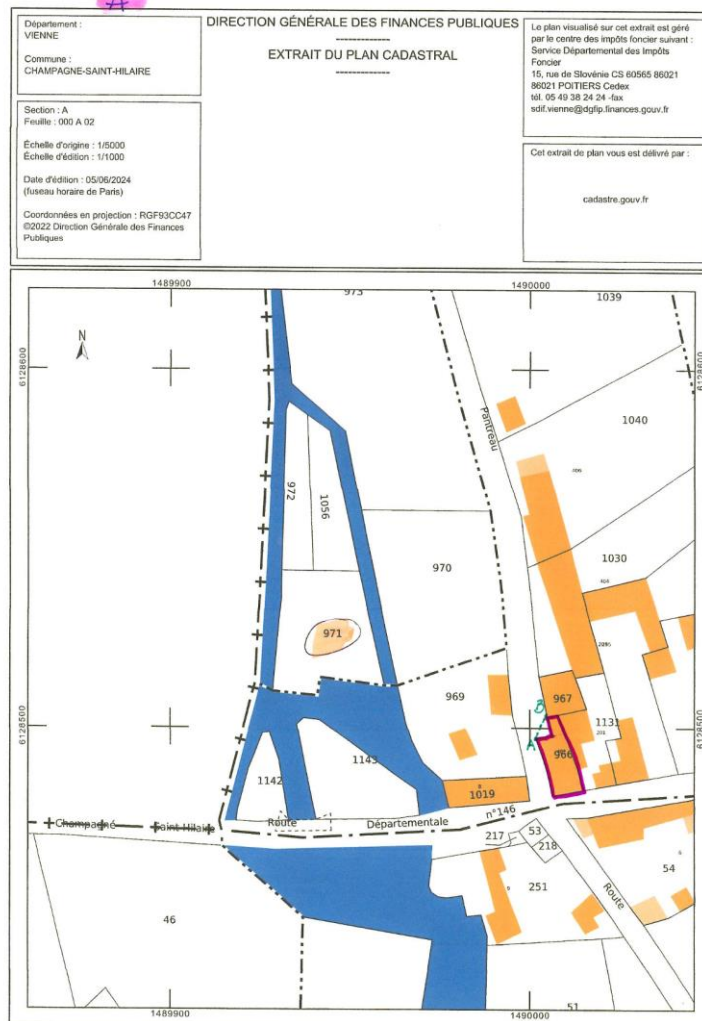 A
Département :
VIENNE
Commune :
CHAMPAGNE-SAINT-HILAIRE
Section : A
Feuille : 000 A 02
Échelle d'origine : 1/5000
Échelle d'édition : 1/1000
Date d'édition : 05/06/2024
(fuseau horaire de Paris)
Coordonnées en projection : RGF93CC47
©2022 Direction Générale des Finances
Publiques
DIRECTION GÉNÉRALE DES FINANCES PUBLIQUES
-------------
EXTRAIT DU PLAN CADASTRAL
-------------
Le plan visualisé sur cet extrait est géré
par le centre des impôts foncier suivant :
Service Départemental des Impôts
Foncier
15, rue de Slovénie CS 60565 86021
86021 POITIERS Cedex
tél. 05 49 38 24 24 -fax
sdif.vienne@dgfip.finances.gouv.fr
Cet extrait de plan vous est délivré par :
cadastre.gouv.fr
1489900
1490000
973
1039
N
6128600
6128600
Pantreau
1040
972
1056
970
1030
971
969
967
B
A
966
1131
6128500
6128500
1142
1143
1019
Champagné
Saint-Hilaire
Route
Départementale
n°146
217
53
218
251
54
Route
46
51
1489900
1490000